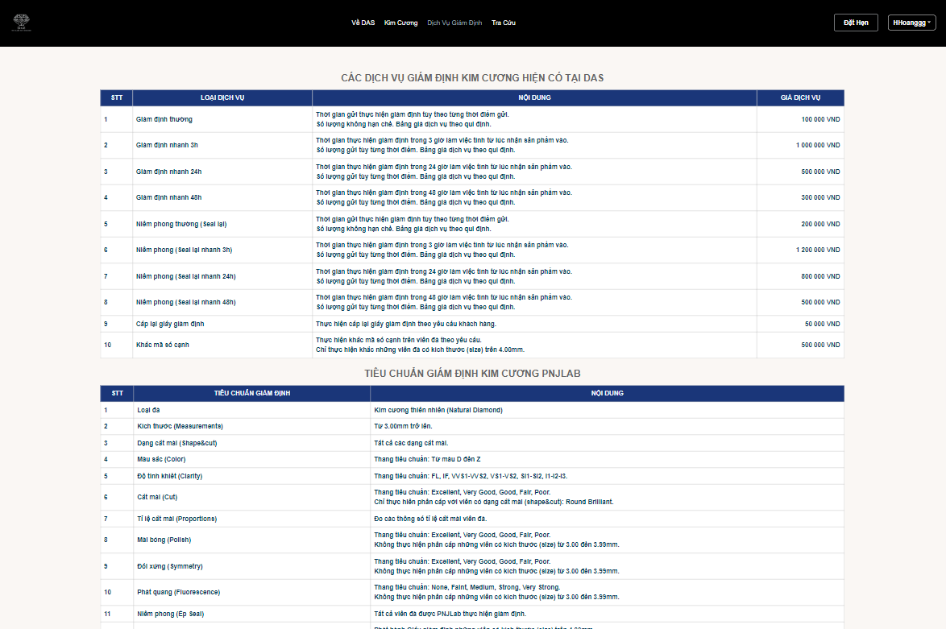 Về DAS Kim Cương Dịch Vụ Giám Định Tra Cứu Đặt Hẹn HHoanggg
CÁC DỊCH VỤ GIÁM ĐỊNH KIM CƯƠNG HIỆN CÓ TẠI DAS
STT LOẠI DỊCH VỤ NỘI DUNG GIÁ DỊCH VỤ
1 Giám định thường Thời gian gửi thực hiện giám định tùy theo từng thời điểm gửi. 100 000 VND
Số lượng không hạn chế. Bảng giá dịch vụ theo qui định.
2 Giám định nhanh 3h Thời gian thực hiện giám định trong 3 giờ làm việc tính từ lúc nhận sản phẩm vào. 1 000 000 VND
Số lượng gửi tùy từng thời điểm. Bảng giá dịch vụ theo qui định.
3 Giám định nhanh 24h Thời gian thực hiện giám định trong 24 giờ làm việc tính từ lúc nhận sản phẩm vào. 500 000 VND
Số lượng gửi tùy từng thời điểm. Bảng giá dịch vụ theo qui định.
4 Giám định nhanh 48h Thời gian thực hiện giám định trong 48 giờ làm việc tính từ lúc nhận sản phẩm vào. 300 000 VND
Số lượng gửi tùy từng thời điểm. Bảng giá dịch vụ theo qui định.
5 Niêm phong thường (Seal lại) Thời gian gửi thực hiện giám định tùy theo từng thời điểm gửi. 200 000 VND
Số lượng không hạn chế. Bảng giá dịch vụ theo qui định.
6 Niêm phong (Seal lại nhanh 3h) Thời gian thực hiện giám định trong 3 giờ làm việc tính từ lúc nhận sản phẩm vào. 1 200 000 VND
Số lượng gửi tùy từng thời điểm. Bảng giá dịch vụ theo qui định.
7 Niêm phong (Seal lại nhanh 24h) Thời gian thực hiện giám định trong 24 giờ làm việc tính từ lúc nhận sản phẩm vào. 800 000 VND
Số lượng gửi tùy từng thời điểm. Bảng giá dịch vụ theo qui định.
8 Niêm phong (Seal lại nhanh 48h) Thời gian thực hiện giám định trong 48 giờ làm việc tính từ lúc nhận sản phẩm vào. 500 000 VND
Số lượng gửi tùy từng thời điểm. Bảng giá dịch vụ theo qui định.
9 Cấp lại giấy giám định Thực hiện cấp lại giấy giám định theo yêu cầu khách hàng. 50 000 VND
10 Khắc mã số cạnh Thực hiện khắc mã số cạnh trên viên đá theo yêu cầu. 500 000 VND
Chỉ thực hiện khắc những viên đá có kích thước (size) trên 4.00mm.
TIÊU CHUẨN GIÁM ĐỊNH KIM CƯƠNG PNJLAB
STT TIÊU CHUẨN GIÁM ĐỊNH NỘI DUNG
1 Loại đá Kim cương thiên nhiên (Natural Diamond)
2 Kích thước (Measurements) Từ 3.00mm trở lên.
3 Dạng cắt mài (Shape&cut) Tất cả các dạng cắt mài.
4 Màu sắc (Color) Thang tiêu chuẩn: Từ màu D đến Z
5 Độ tinh khiết (Clarity) Thang tiêu chuẩn: FL, IF, VVS1-VVS2, VS1-VS2, SI1-SI2, I1-I2-I3.
6 Cắt mài (Cut) Thang tiêu chuẩn: Excellent, Very Good, Good, Fair, Poor.
Chỉ thực hiện phân cấp với viên có dạng cắt mài (shape&cut): Round Brilliant.
7 Tỉ lệ cắt mài (Proportions) Đo các thông số tỉ lệ cắt mài viên đá.
8 Mài bóng (Polish) Thang tiêu chuẩn: Excellent, Very Good, Good, Fair, Poor.
Không thực hiện phân cấp những viên có kích thước (size) từ 3.00 đến 3.99mm.
9 Đối xứng (Symmetry) Thang tiêu chuẩn: Excellent, Very Good, Good, Fair, Poor.
Không thực hiện phân cấp những viên có kích thước (size) từ 3.00 đến 3.99mm.
10 Phát quang (Fluorescence) Thang tiêu chuẩn: None, Faint, Medium, Strong, Very Strong.
Không thực hiện phân cấp những viên có kích thước (size) từ 3.00 đến 3.99mm.
11 Niêm phong (Ép Seal) Tất cả viên đá được PNJLab thực hiện giám định.